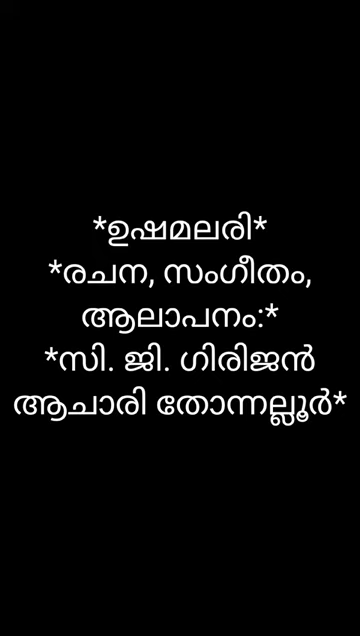 *ഉഷമലരി*
*രചന, സംഗീതം,
ആലാപനം:*
*സി. ജി. ഗിരിജൻ
ആചാരി തോന്നല്ലൂർ*